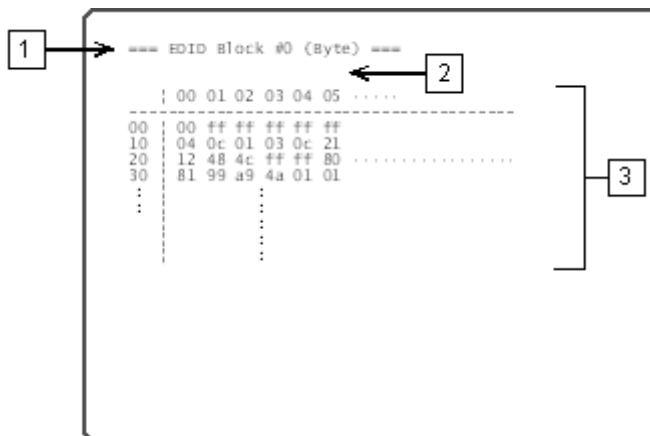 1
=== EDID Block #0 (Byte) ===
2
00 01 02 03 04 05 ·····
00 00 ff ff ff ff ff
10 04 0c 01 03 0c 21
20 12 48 4c ff ff 80 ··················
30 81 99 a9 4a 01 01
3